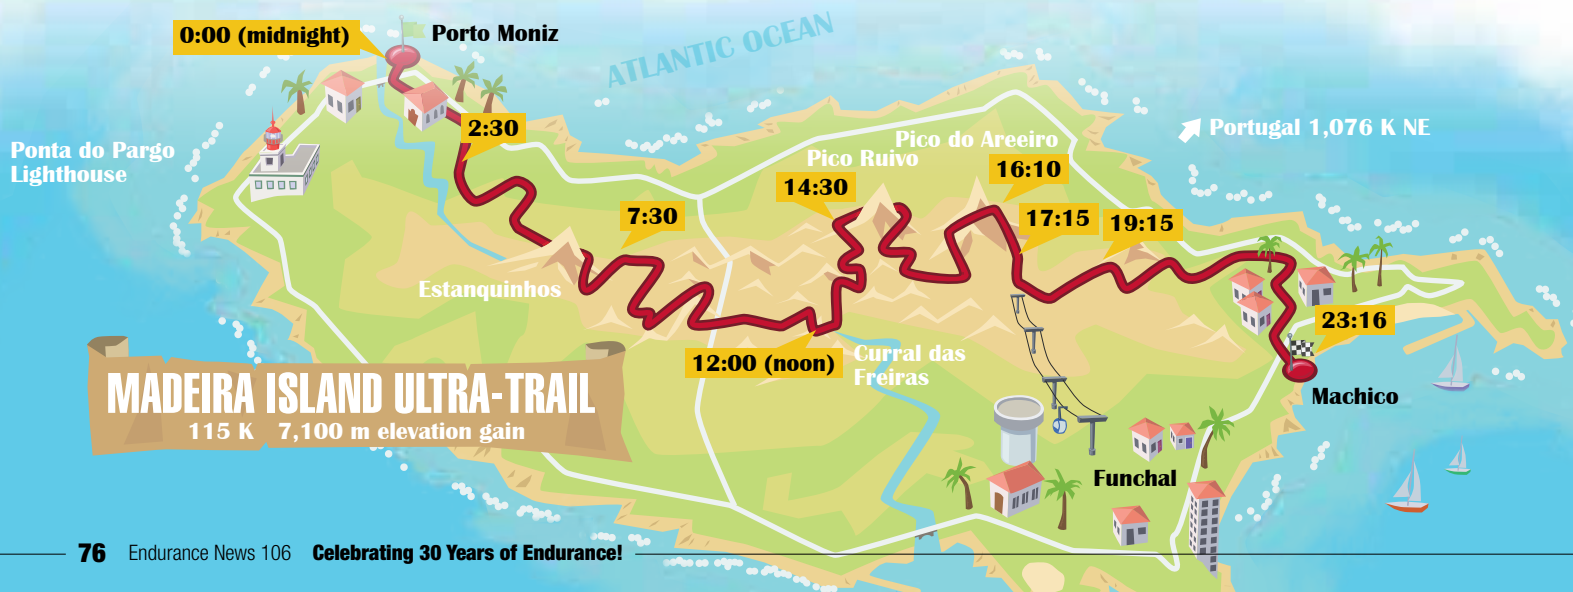 0:00 (midnight)
Porto Moniz
ATLANTIC OCEAN
2:30
Ponta do Pargo
Lighthouse
Portugal 1,076 K NE
Pico do Areeiro
Pico Ruivo
16:10
14:30
7:30
17:15
19:15
Estanquinhos
23:16
12:00 (noon)
Curral das
Freiras
Machico
MADEIRA ISLAND ULTRA-TRAIL
115 K 7,100 m elevation gain
Funchal
76 Endurance News 106 Celebrating 30 Years of Endurance!